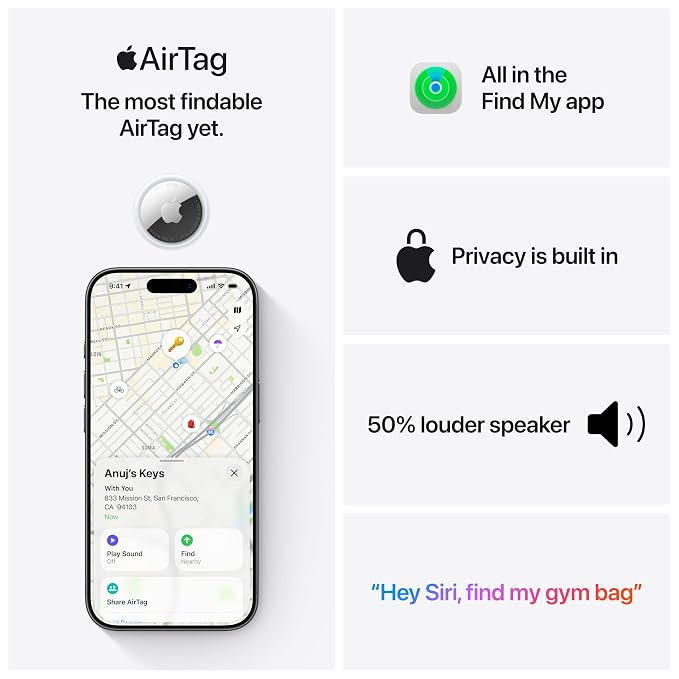 AirTag
The most findable
AirTag yet.
9:41
SOMA
Anuj's Keys
With You
833 Mission St, San Francisco,
CA 94103
Now
Play Sound
Off
Find
Nearby
Share AirTag
All in the
Find My app
Privacy is built in
50% louder speaker
“Hey Siri, find my gym bag”